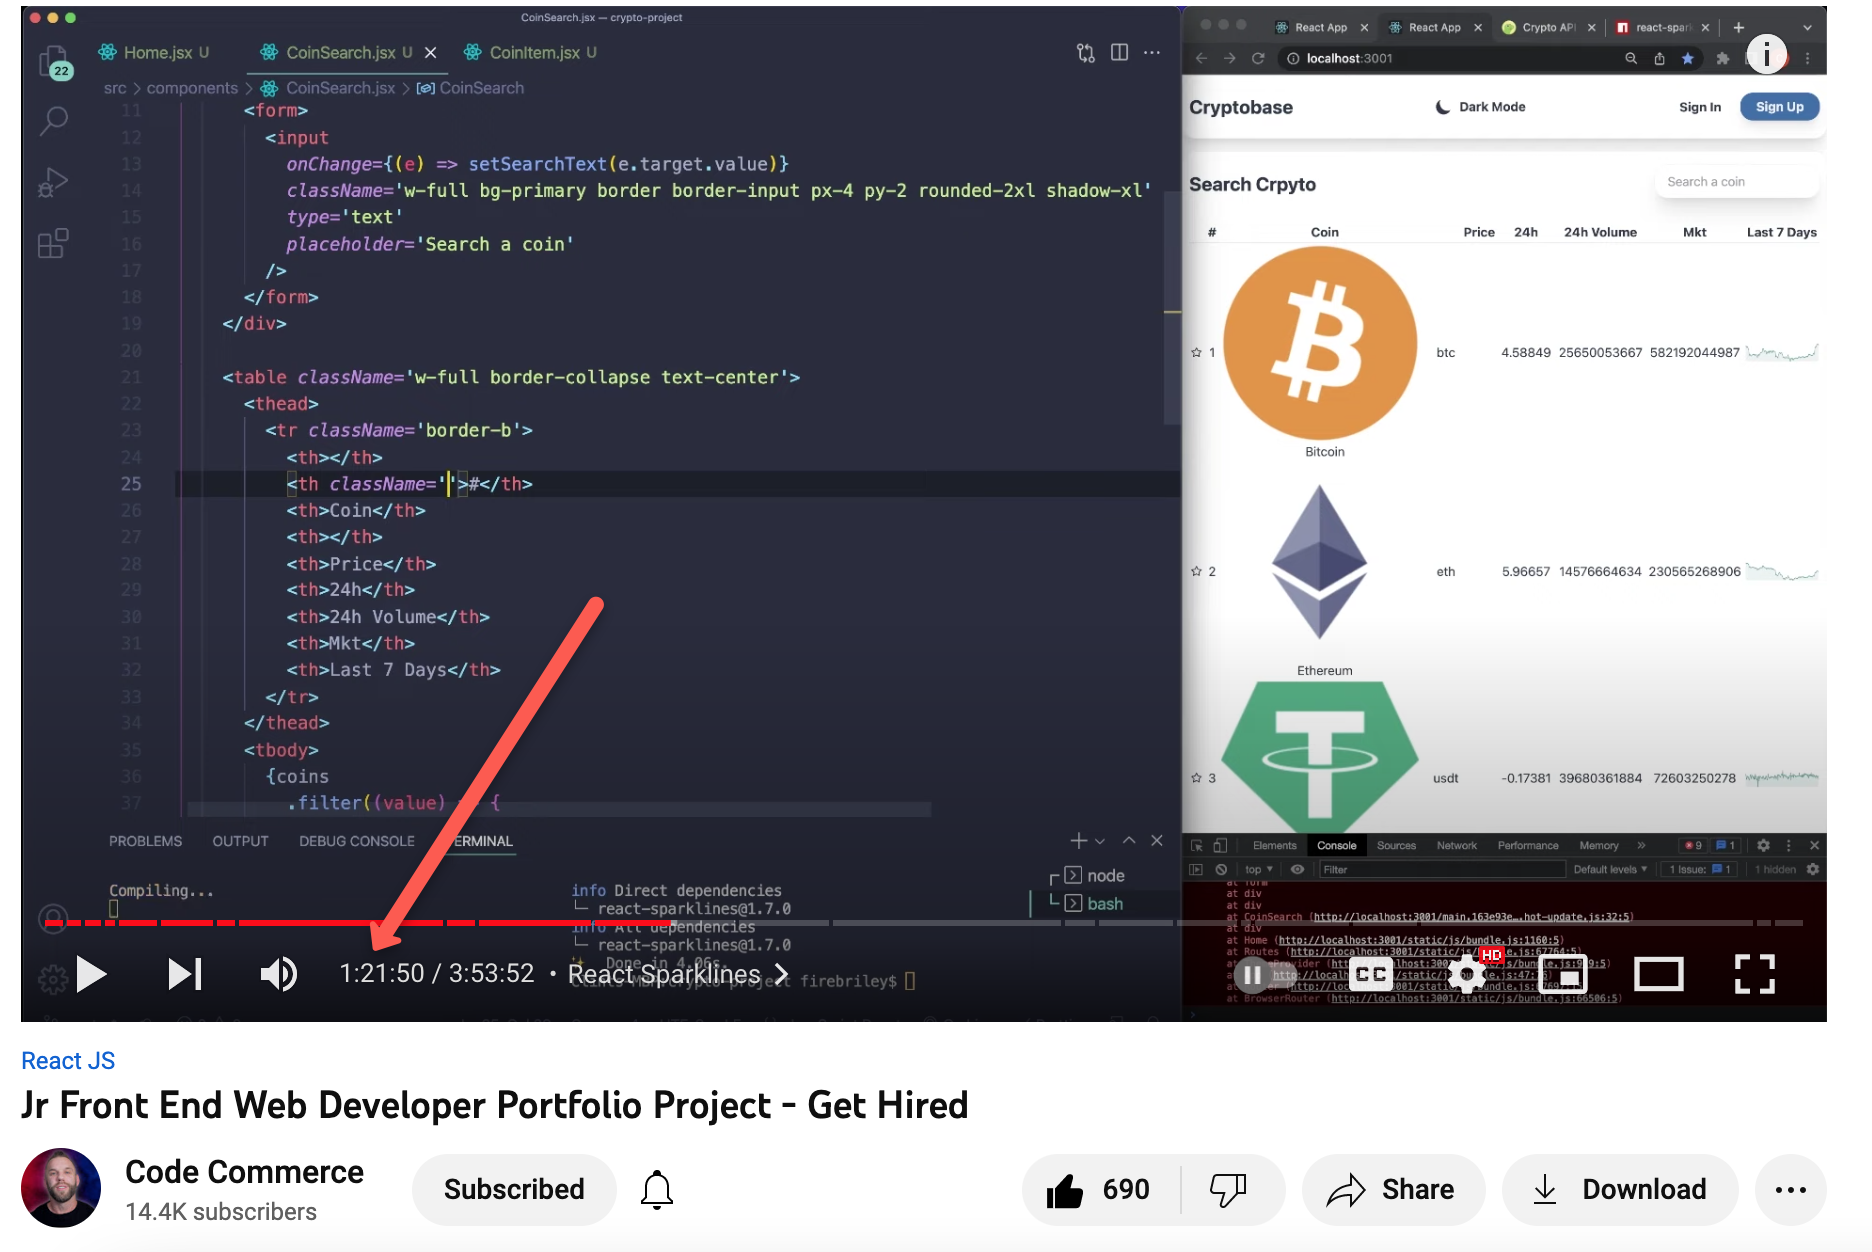 CoinSearch.jsx — crypto-project
22
Home.jsx U
CoinSearch.jsx U
CoinItem.jsx U
src > components > CoinSearch.jsx > CoinSearch
11 <form>
12 <input
13 onChange={(e) => setSearchText(e.target.value)}
14 className='w-full bg-primary border border-input px-4 py-2 rounded-2xl shadow-xl'
15 type='text'
16 placeholder='Search a coin'
17 />
18 </form>
19 </div>
20
21 <table className='w-full border-collapse text-center'>
22 <thead>
23 <tr className='border-b'>
24 <th></th>
25 <th className=''>#</th>
26 <th>Coin</th>
27 <th></th>
28 <th>Price</th>
29 <th>24h</th>
30 <th>24h Volume</th>
31 <th>Mkt</th>
32 <th>Last 7 Days</th>
33 </tr>
34 </thead>
35 <tbody>
36 {coins
37 .filter((value) => {
PROBLEMS OUTPUT DEBUG CONSOLE TERMINAL
Compiling...
info Direct dependencies
└─ react-sparklines@1.7.0
info All dependencies
└─ react-sparklines@1.7.0
Done in 4.06s.
firebriley$
node
bash
React App
React App
Crypto API
react-spar
localhost:3001
Cryptobase
Dark Mode
Sign In
Sign Up
Search Crpyto
Search a coin
# Coin Price 24h 24h Volume Mkt Last 7 Days
1 btc 4.58849 25650053667 582192044987
Bitcoin
2 eth 5.96657 14576664634 230565268906
Ethereum
3 usdt -0.17381 39680361884 72603250278
Elements Console Sources Network Performance Memory » 9 1
top Filter Default levels 1 Issue: 1 1 hidden
at form
at div
at div
at CoinSearch (http://localhost:3001/main.163e93e….hot-update.js:32:5)
at div
at Home (http://localhost:3001/static/js/bundle.js:1160:5)
at Routes (http://localhost:3001/static/js/bundle.js:67764:5)
at BrowserRouter (http://localhost:3001/static/js/bundle.js:66506:5)
1:21:50 / 3:53:52 • React Sparklines >
CC
HD
React JS
Jr Front End Web Developer Portfolio Project - Get Hired
Code Commerce
14.4K subscribers
Subscribed
690
Share
Download